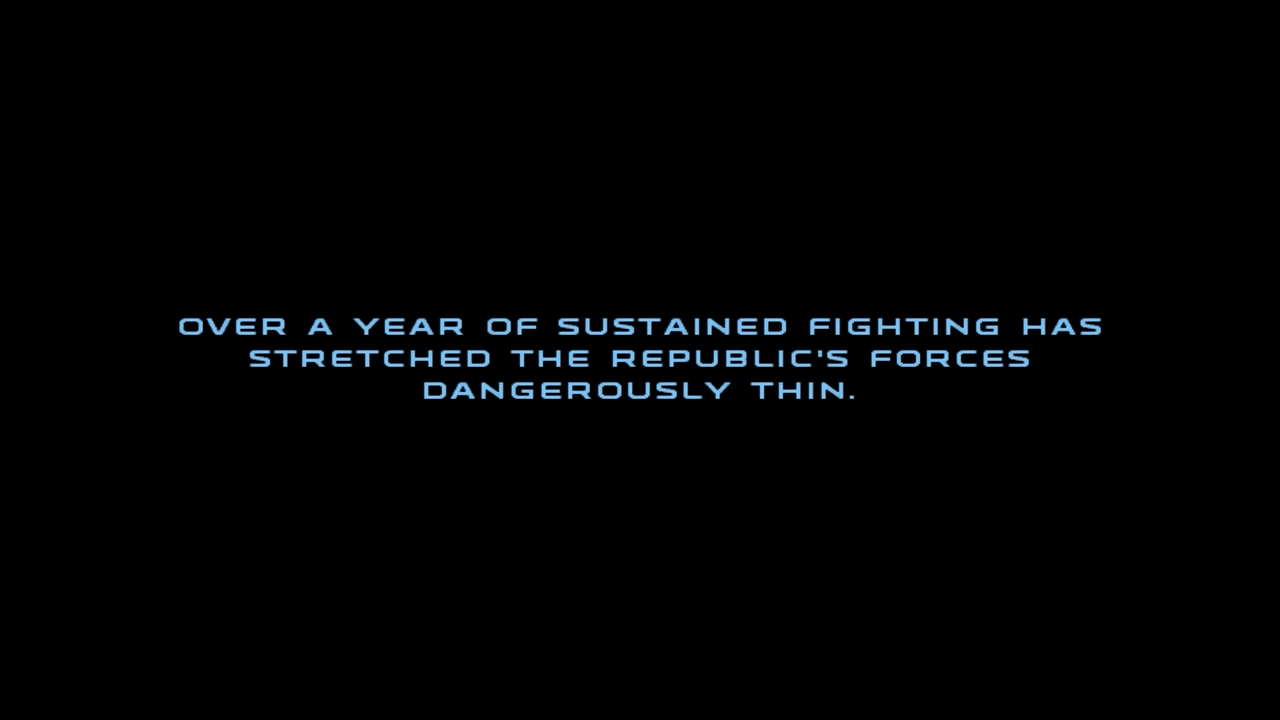 OVER A YEAR OF SUSTAINED FIGHTING HAS
STRETCHED THE REPUBLIC'S FORCES
DANGEROUSLY THIN.